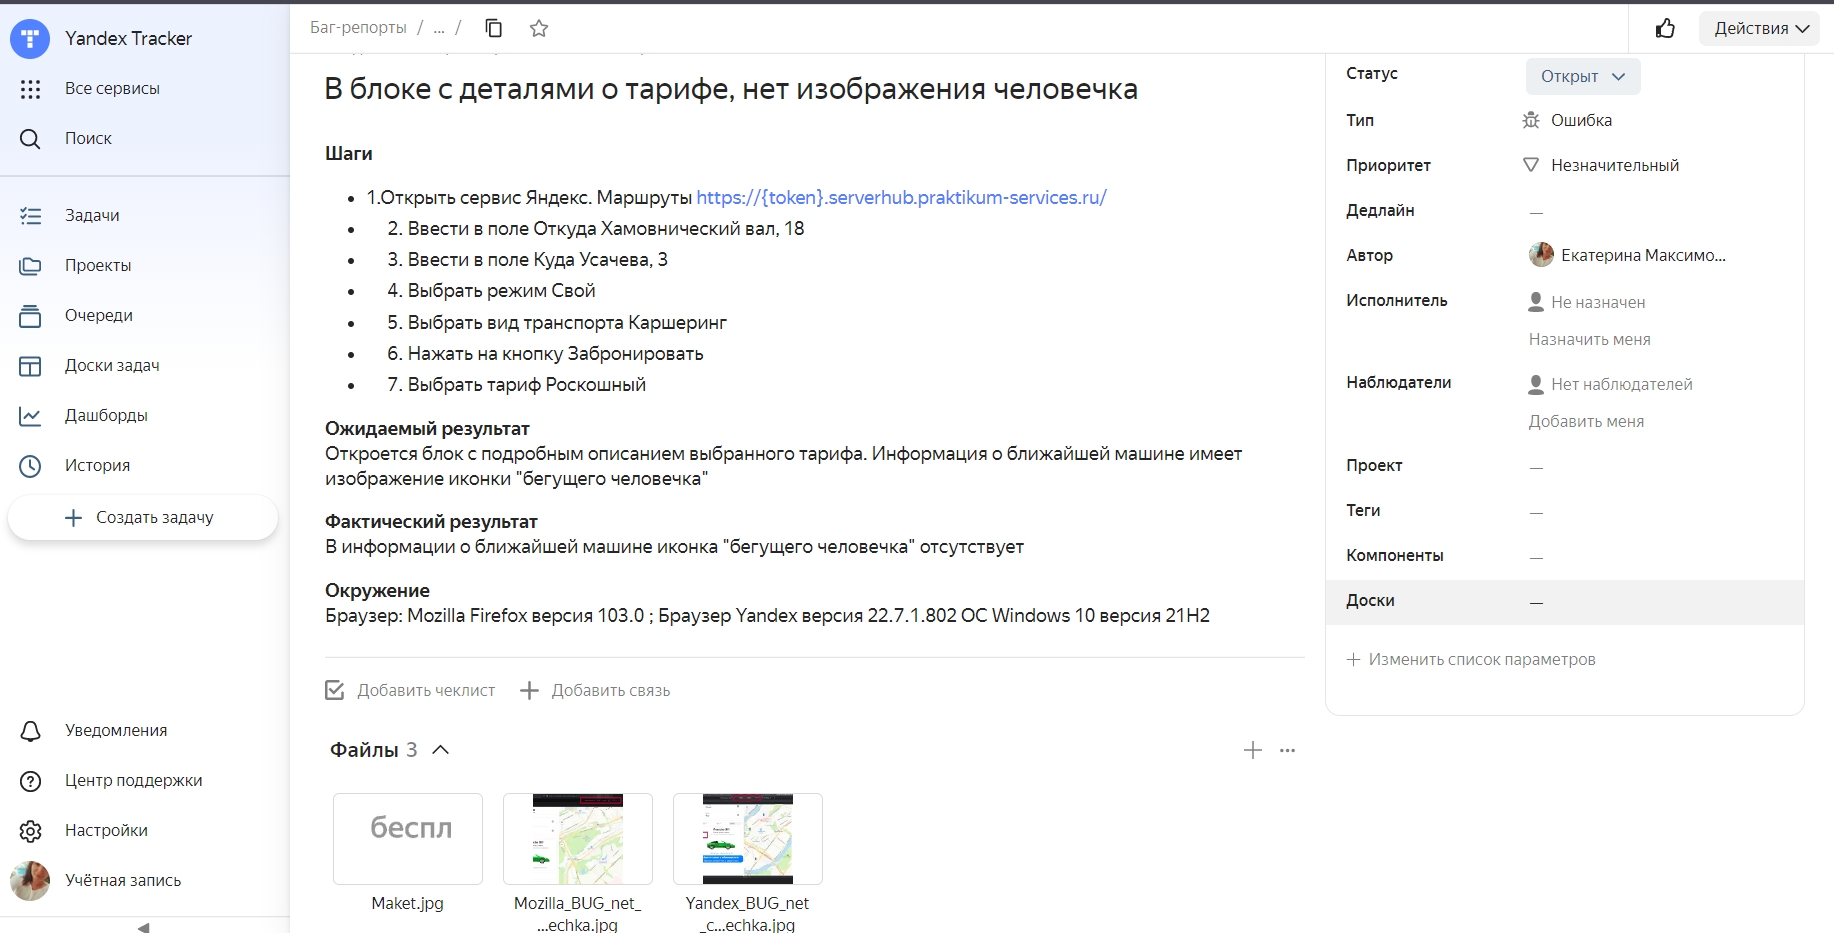 Yandex Tracker
Все сервисы
Поиск
Задачи
Проекты
Очереди
Доски задач
Дашборды
История
Создать задачу
Уведомления
Центр поддержки
Настройки
Учётная запись
Баг-репорты / ... /
Действия
В блоке с деталями о тарифе, нет изображения человечка
Шаги
• 1.Открыть сервис Яндекс. Маршруты https://{token}.serverhub.praktikum-services.ru/
• 2. Ввести в поле Откуда Хамовнический вал, 18
• 3. Ввести в поле Куда Усачева, 3
• 4. Выбрать режим Свой
• 5. Выбрать вид транспорта Каршеринг
• 6. Нажать на кнопку Забронировать
• 7. Выбрать тариф Роскошный
Ожидаемый результат
Откроется блок с подробным описанием выбранного тарифа. Информация о ближайшей машине имеет
изображение иконки "бегущего человечка"
Фактический результат
В информации о ближайшей машине иконка "бегущего человечка" отсутствует
Окружение
Браузер: Mozilla Firefox версия 103.0 ; Браузер Yandex версия 22.7.1.802 ОС Windows 10 версия 21H2
Добавить чеклист
Добавить связь
Файлы 3
беспл
Maket.jpg
Mozilla_BUG_net_
...echka.jpg
Yandex_BUG_net
_c...echka.jpg
Статус
Открыт
Тип
Ошибка
Приоритет
Незначительный
Дедлайн
—
Автор
Екатерина Максимо...
Исполнитель
Не назначен
Назначить меня
Наблюдатели
Нет наблюдателей
Добавить меня
Проект
—
Теги
—
Компоненты
—
Доски
—
Изменить список параметров